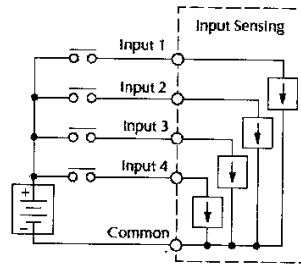 Input Sensing
Input 1
Input 2
Input 3
Input 4
+
-
Common